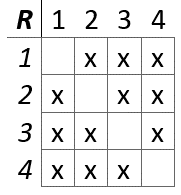 R 1 2 3 4
1 x x x
2 x x x
3 x x x
4 x x x